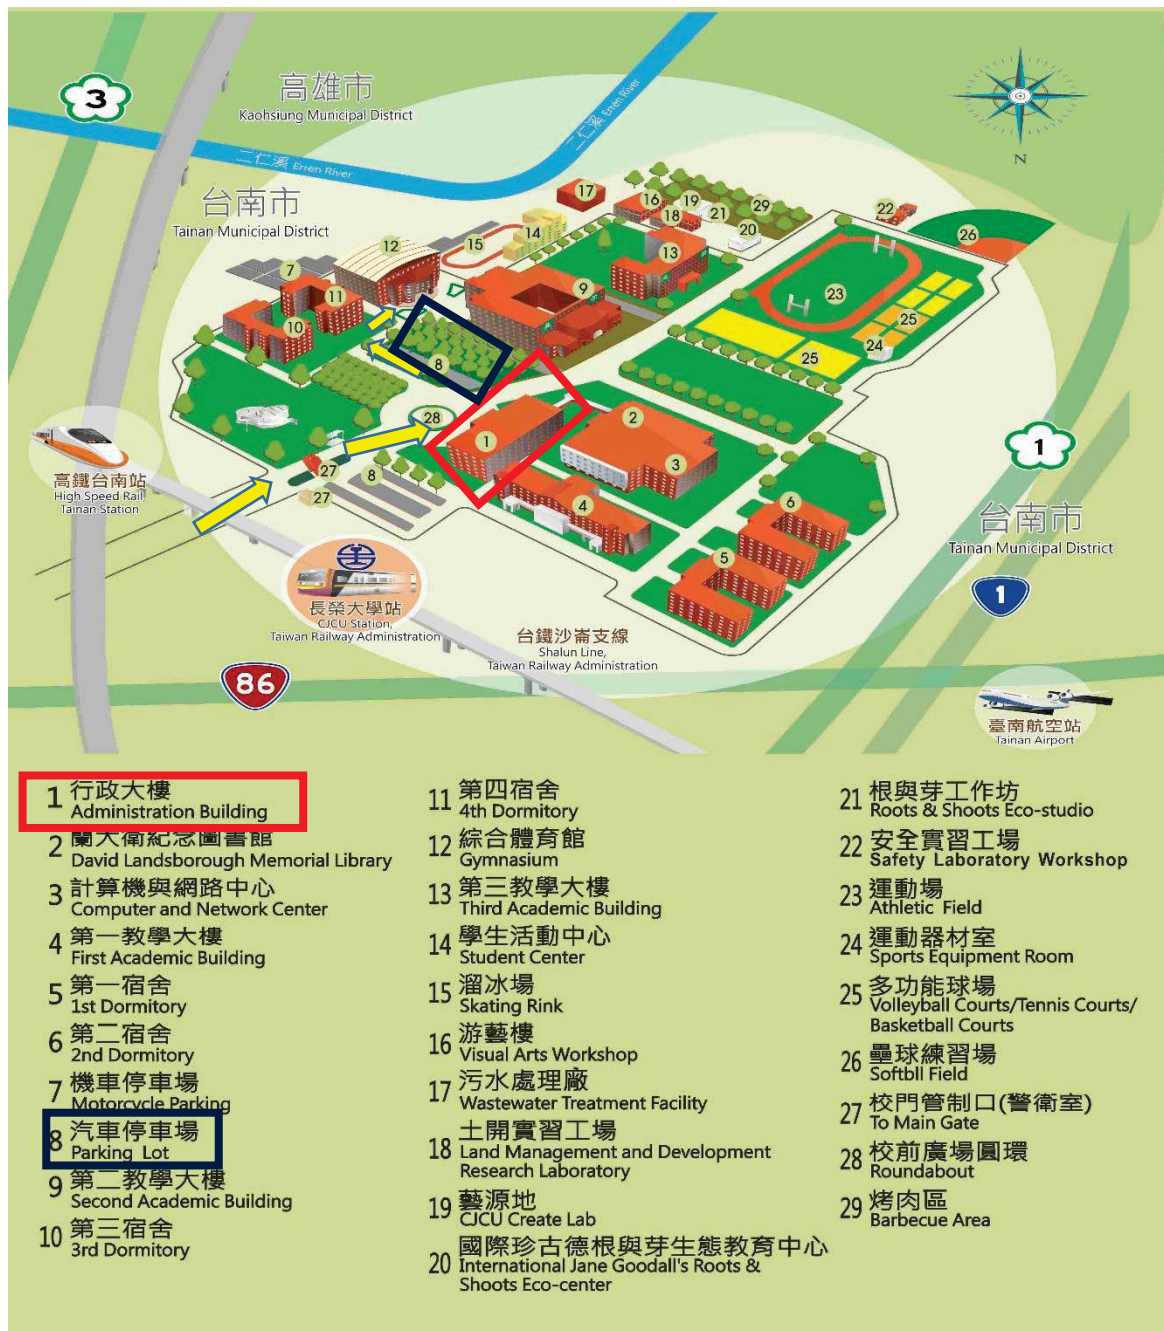 3
高雄市
Kaohsiung Municipal District
二仁溪 Erren River
二仁溪 Erren River
N
台南市
Tainan Municipal District
17
16
19
18
21
29
20
22
26
12
15
14
13
7
11
10
9
23
25
24
25
8
28
1
2
3
27
8
27
4
6
5
高鐵台南站
High Speed Rail,
Tainan Station
1
台南市
Tainan Municipal District
1
長榮大學站
CJCU Station,
Taiwan Railway Administration
台鐵沙崙支線
Shalun Line,
Taiwan Railway Administration
86
臺南航空站
Tainan Airport
1 行政大樓
Administration Building
2 蘭大衛紀念圖書館
David Landsborough Memorial Library
3 計算機與網路中心
Computer and Network Center
4 第一教學大樓
First Academic Building
5 第一宿舍
1st Dormitory
6 第二宿舍
2nd Dormitory
7 機車停車場
Motorcycle Parking
8 汽車停車場
Parking Lot
9 第二教學大樓
Second Academic Building
10 第三宿舍
3rd Dormitory
11 第四宿舍
4th Dormitory
12 綜合體育館
Gymnasium
13 第三教學大樓
Third Academic Building
14 學生活動中心
Student Center
15 溜冰場
Skating Rink
16 游藝樓
Visual Arts Workshop
17 污水處理廠
Wastewater Treatment Facility
18 土開實習工場
Land Management and Development
Research Laboratory
19 藝源地
CJCU Create Lab
20 國際珍古德根與芽生態教育中心
International Jane Goodall's Roots &
Shoots Eco-center
21 根與芽工作坊
Roots & Shoots Eco-studio
22 安全實習工場
Safety Laboratory Workshop
23 運動場
Athletic Field
24 運動器材室
Sports Equipment Room
25 多功能球場
Volleyball Courts/Tennis Courts/
Basketball Courts
26 壘球練習場
Softbll Field
27 校門管制口(警衛室)
To Main Gate
28 校前廣場圓環
Roundabout
29 烤肉區
Barbecue Area